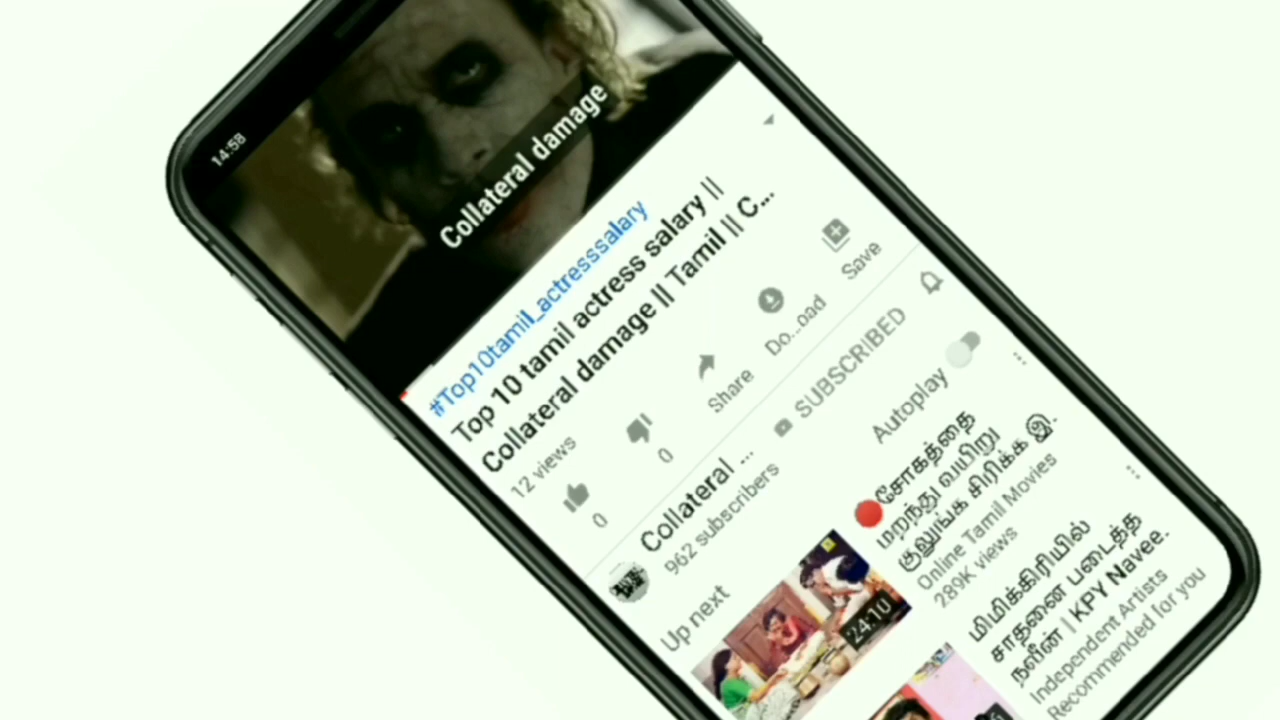 14:58
Collateral damage
#Top10tamil_actresssalary
Top 10 tamil actress salary ||
Collateral damage || Tamil || C...
12 views
0
0
Share
Do...oad
Save
Collateral ...
962 subscribers
SUBSCRIBED
Up next
Autoplay
24:10
சோகத்தை
மறந்து வயிறு
குலுங்க சிரிக்க இ.
Online Tamil Movies
289K views
மிமிக்கிரியில்
சாதனை படைத்த
நவீன் | KPY Navee.
Independent Artists
Recommended for you